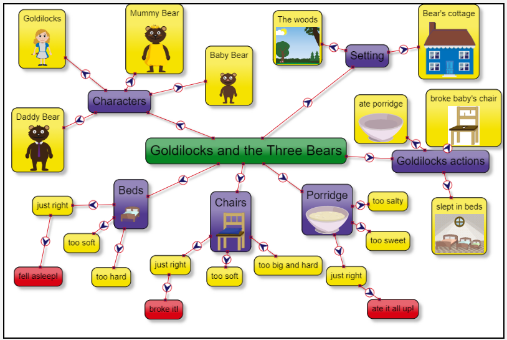 Goldilocks
Mummy Bear
Baby Bear
Daddy Bear
Characters
The woods
Setting
Bear's cottage
Goldilocks and the Three Bears
ate porridge
broke baby's chair
Goldilocks actions
slept in beds
Beds
just right
too soft
too hard
fell asleep!
Chairs
just right
too soft
too big and hard
broke it!
Porridge
too salty
too sweet
just right
ate it all up!